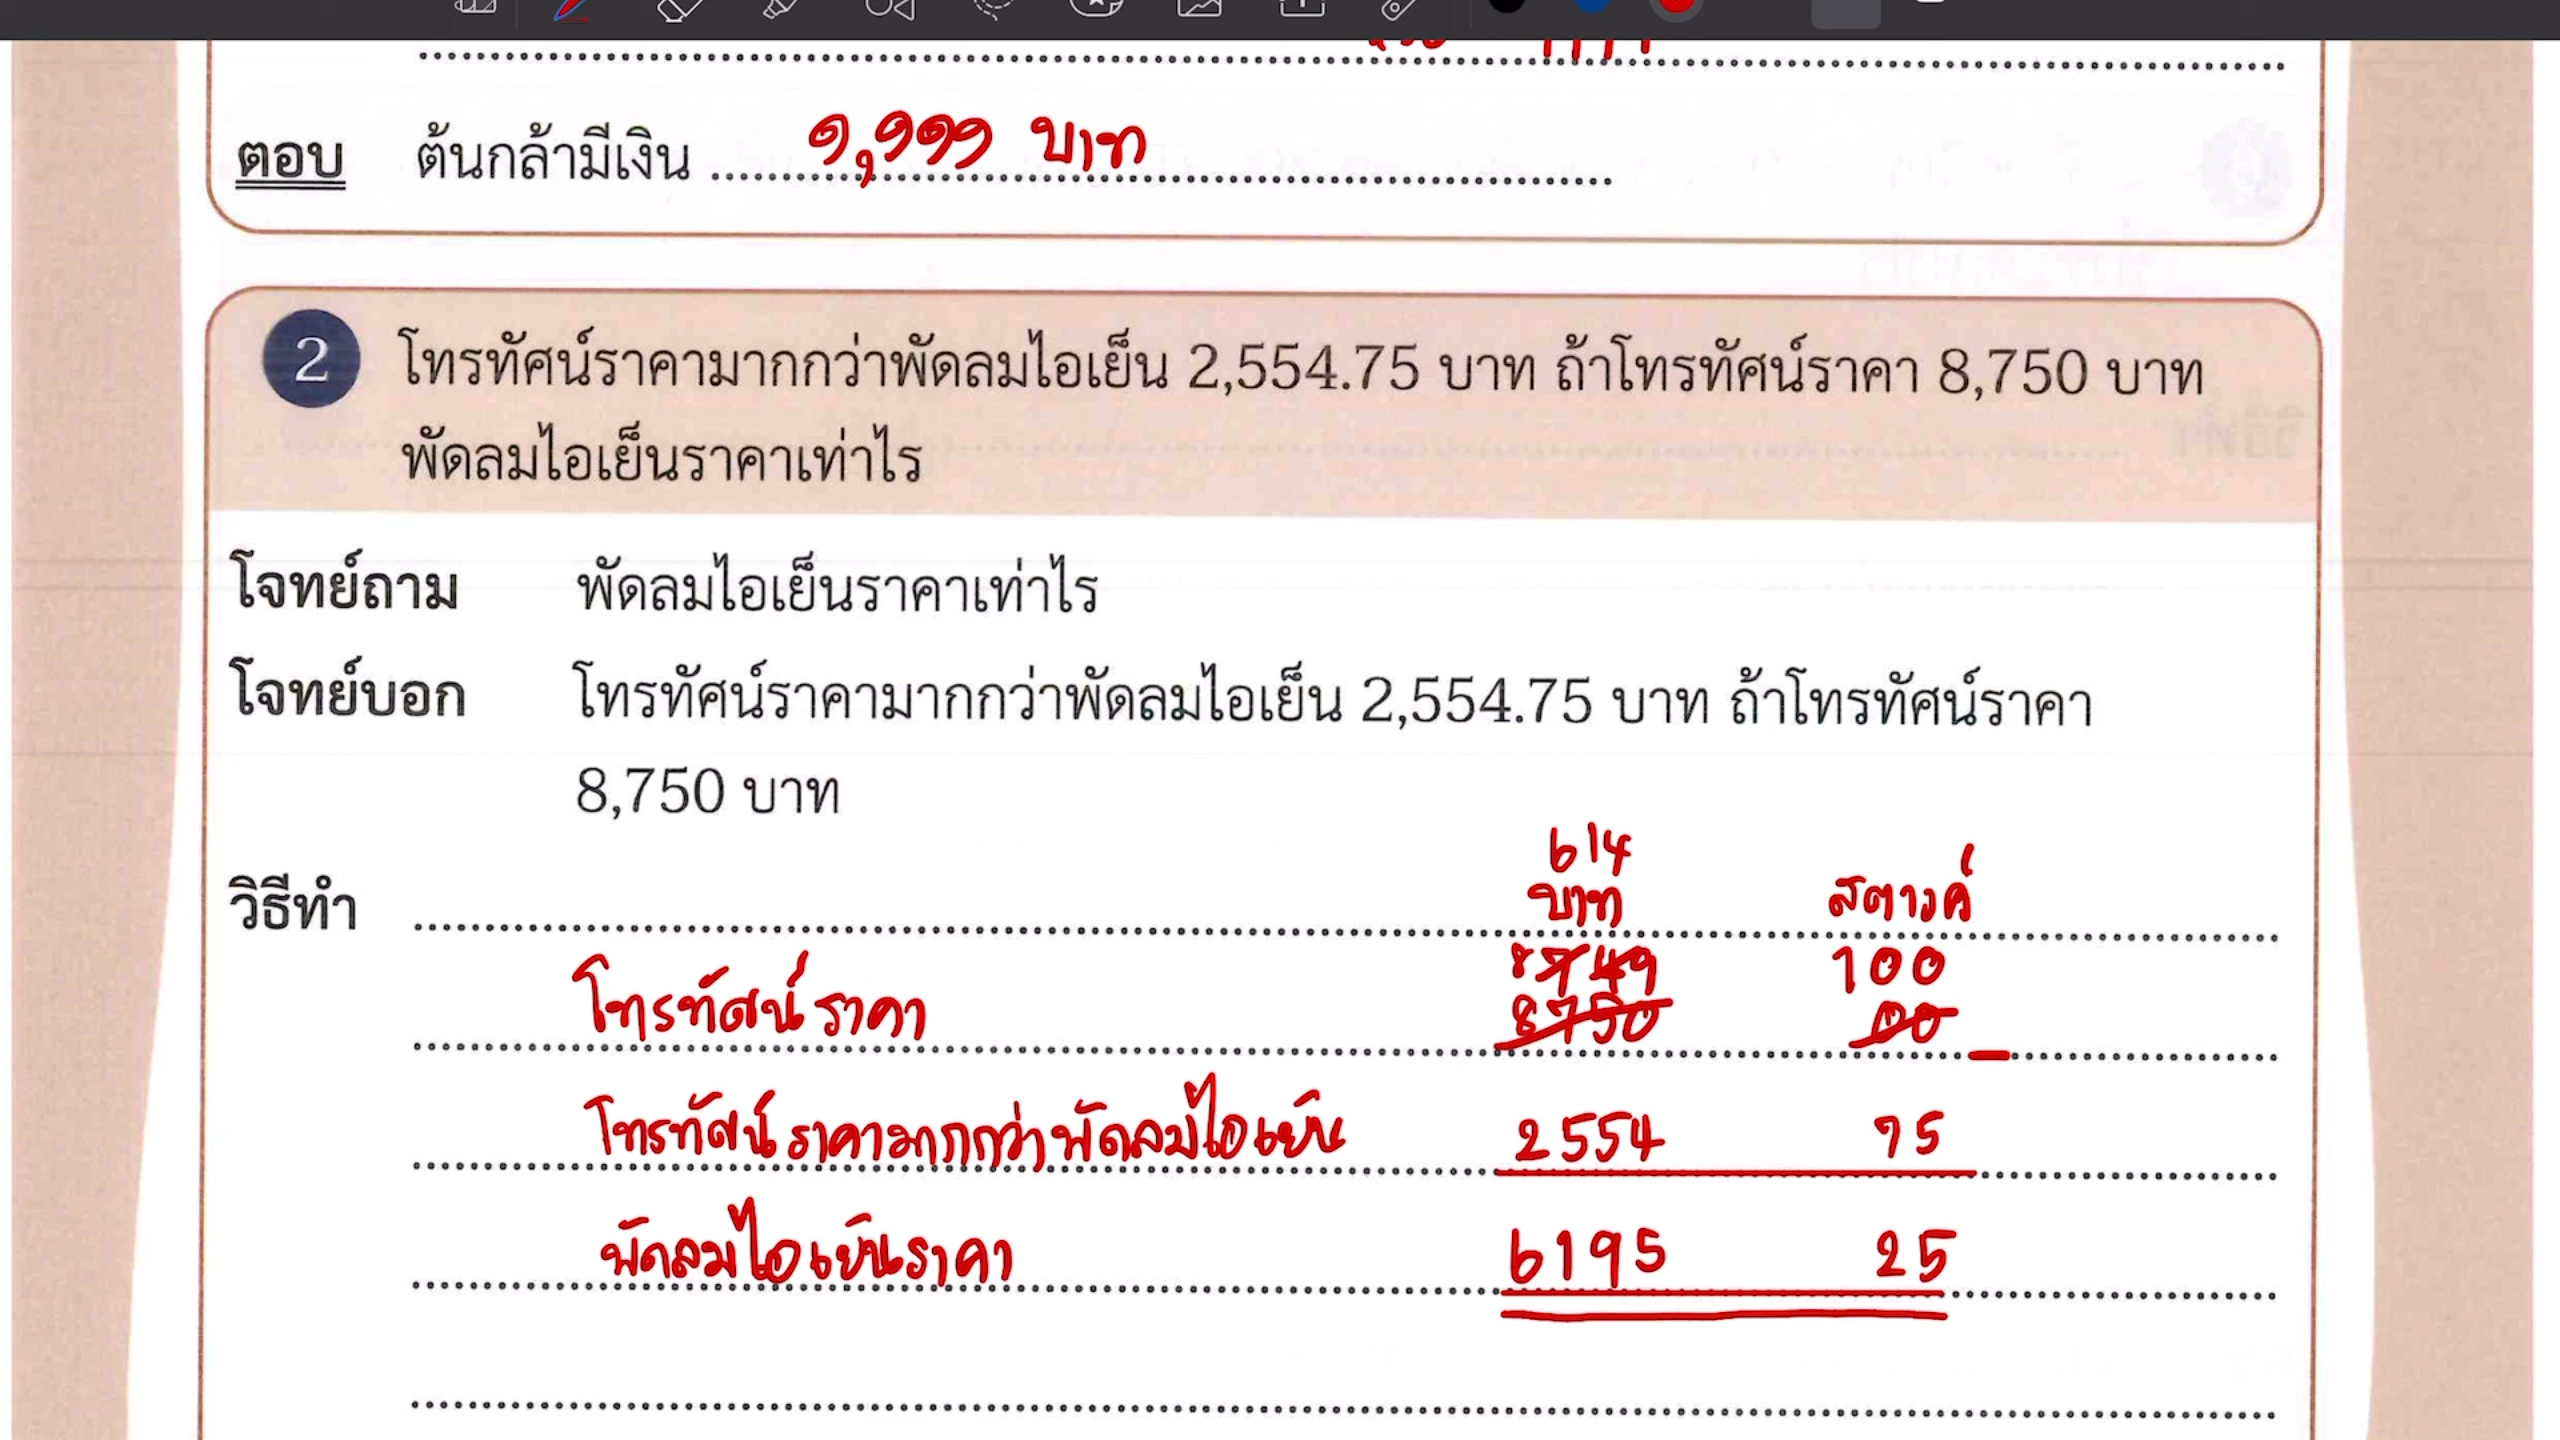 ตอบ ต้นกล้ามีเงิน ๑,๑๑๑ บาท
2 โทรทัศน์ราคามากกว่าพัดลมไอเย็น 2,554.75 บาท ถ้าโทรทัศน์ราคา 8,750 บาท
พัดลมไอเย็นราคาเท่าไร
โจทย์ถาม พัดลมไอเย็นราคาเท่าไร
โจทย์บอก โทรทัศน์ราคามากกว่าพัดลมไอเย็น 2,554.75 บาท ถ้าโทรทัศน์ราคา
8,750 บาท
614
วิธีทำ บาท สตางค์
8749 100
โทรทัศน์ราคา 8750 00
โทรทัศน์ราคามากกว่าพัดลมไอเย็น 2554 75
พัดลมไอเย็นราคา 6195 25